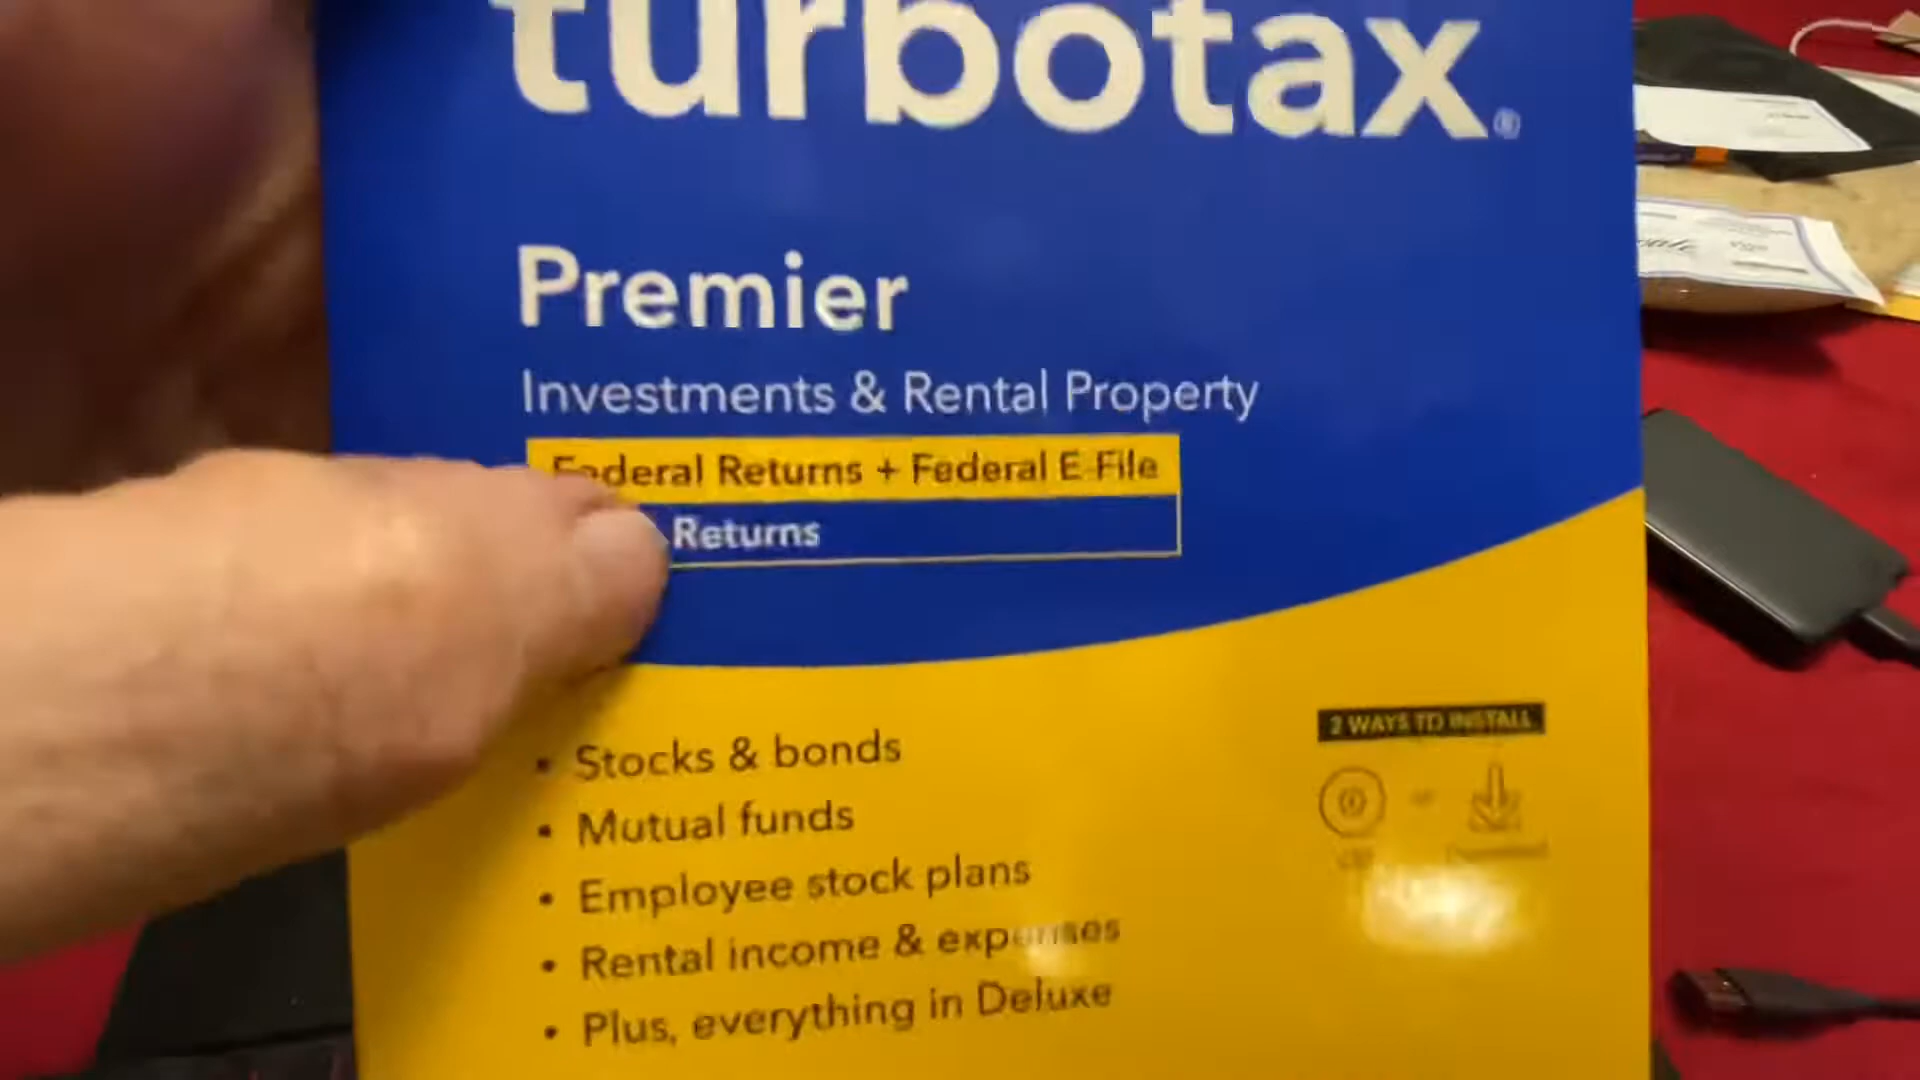 turbotax®
Premier
Investments & Rental Property
Federal Returns + Federal E-File
Returns
• Stocks & bonds
• Mutual funds
• Employee stock plans
• Rental income & expenses
• Plus, everything in Deluxe
2 WAYS TO INSTALL